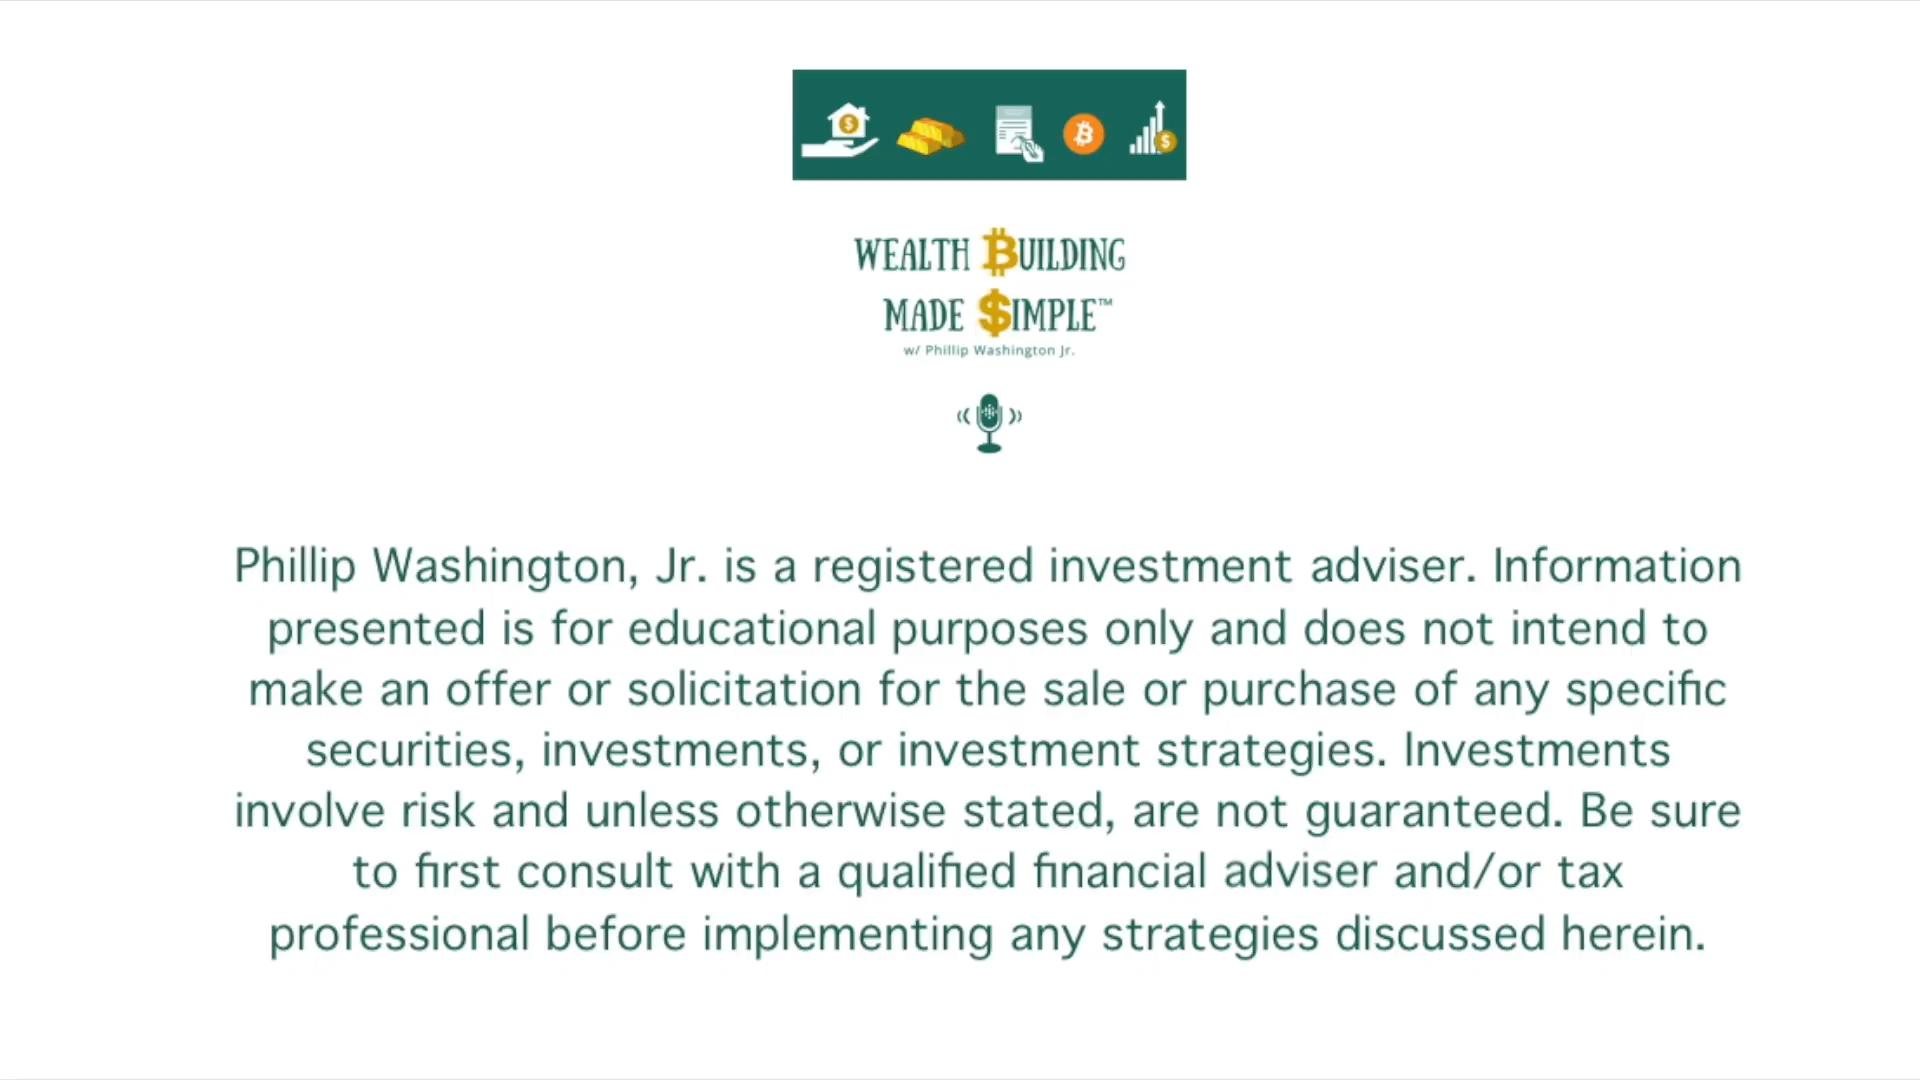 WEALTH BUILDING
MADE $IMPLE™
w/ Phillip Washington Jr.
Phillip Washington, Jr. is a registered investment adviser. Information
presented is for educational purposes only and does not intend to
make an offer or solicitation for the sale or purchase of any specific
securities, investments, or investment strategies. Investments
involve risk and unless otherwise stated, are not guaranteed. Be sure
to first consult with a qualified financial adviser and/or tax
professional before implementing any strategies discussed herein.